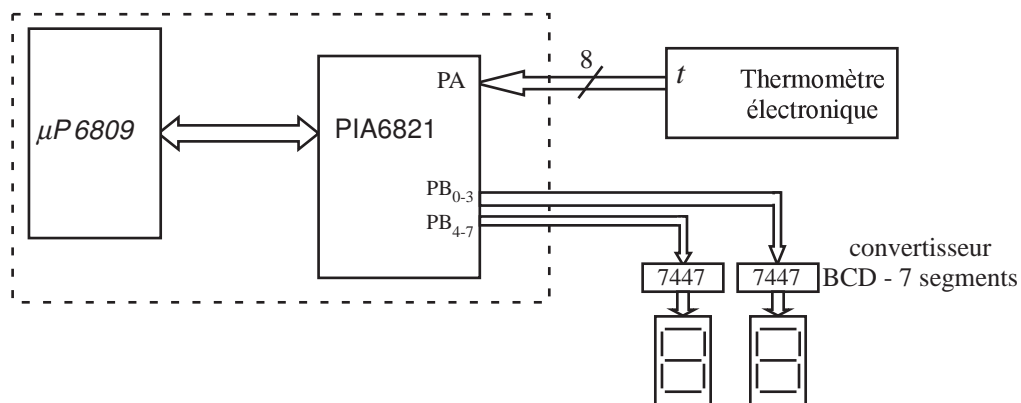 µP 6809
PIA6821
PA
8
t
Thermomètre
électronique
PB0-3
PB4-7
7447
7447
convertisseur
BCD - 7 segments